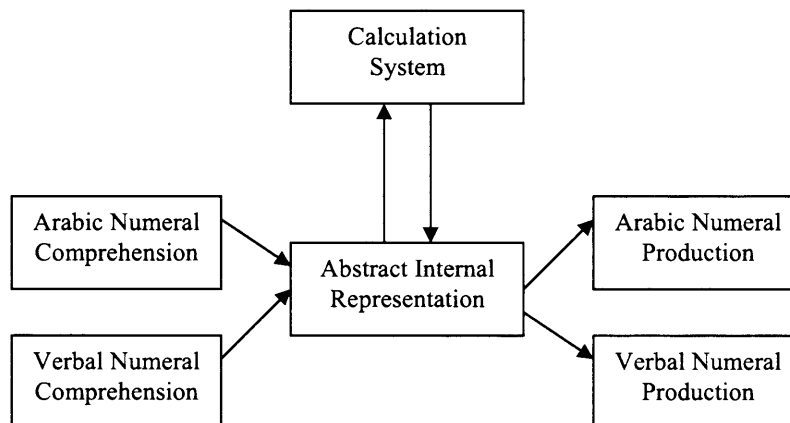 Calculation
System
Arabic Numeral
Comprehension
Abstract Internal
Representation
Arabic Numeral
Production
Verbal Numeral
Comprehension
Verbal Numeral
Production